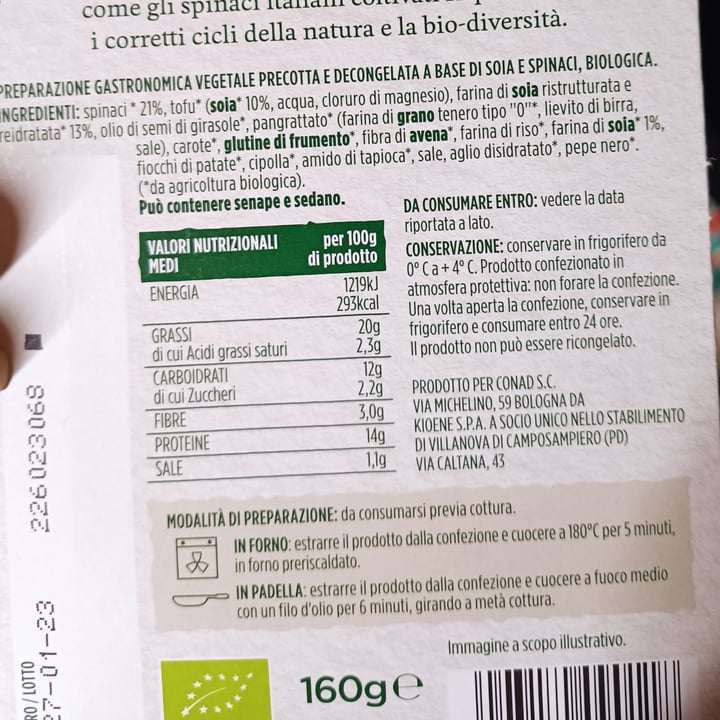 come gli spinaci italiani
i corretti cicli della natura e la bio-diversità.
PREPARAZIONE GASTRONOMICA VEGETALE PRECOTTA E DECONGELATA A BASE DI SOIA E SPINACI, BIOLOGICA.
INGREDIENTI: spinaci * 21%, tofu* (soia* 10%, acqua, cloruro di magnesio), farina di soia ristrutturata e
reidratata* 13%, olio di semi di girasole*, pangrattato* (farina di grano tenero tipo "0"*, lievito di birra,
sale), carote*, glutine di frumento*, fibra di avena*, farina di riso*, farina di soia* 1%,
fiocchi di patate*, cipolla*, amido di tapioca*, sale, aglio disidratato*, pepe nero*.
(*da agricoltura biologica).
Può contenere senape e sedano.
VALORI NUTRIZIONALI MEDI per 100g di prodotto
ENERGIA 1219kJ
293kcal
GRASSI 20g
di cui Acidi grassi saturi 2,3g
CARBOIDRATI 12g
di cui Zuccheri 2,2g
FIBRE 3,0g
PROTEINE 14g
SALE 1,1g
DA CONSUMARE ENTRO: vedere la data
riportata a lato.
CONSERVAZIONE: conservare in frigorifero da
0° C a + 4° C. Prodotto confezionato in
atmosfera protettiva: non forare la confezione.
Una volta aperta la confezione, conservare in
frigorifero e consumare entro 24 ore.
Il prodotto non può essere ricongelato.
PRODOTTO PER CONAD S.C.
VIA MICHELINO, 59 BOLOGNA DA
KIOENE S.P.A. A SOCIO UNICO NELLO STABILIMENTO
DI VILLANOVA DI CAMPOSAMPIERO (PD)
VIA CALTANA, 43
MODALITÀ DI PREPARAZIONE: da consumarsi previa cottura.
IN FORNO: estrarre il prodotto dalla confezione e cuocere a 180°C per 5 minuti,
in forno preriscaldato.
IN PADELLA: estrarre il prodotto dalla confezione e cuocere a fuoco medio
con un filo d'olio per 6 minuti, girando a metà cottura.
Immagine a scopo illustrativo.
160g e
226023068
27-01-23
RO / LOTTO